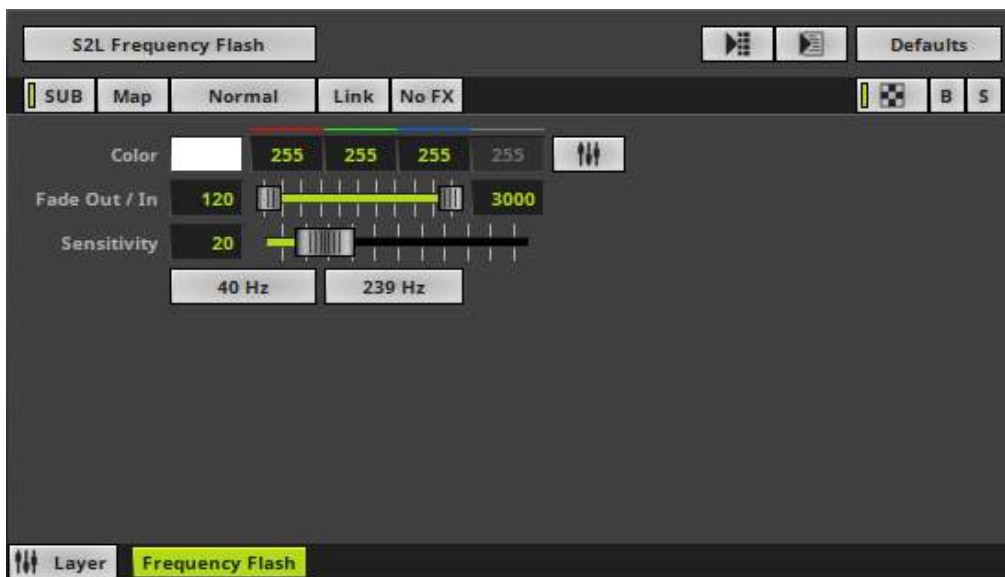 S2L Frequency Flash Defaults
SUB Map Normal Link No FX B S
Color 255 255 255 255
Fade Out / In 120 3000
Sensitivity 20
40 Hz 239 Hz
Layer Frequency Flash